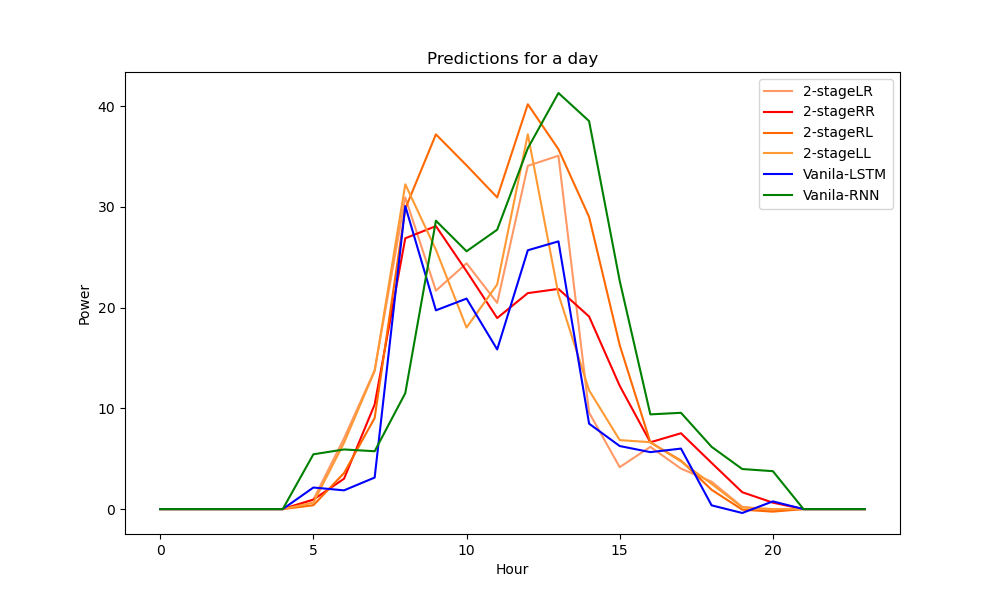 Predictions for a day
2-stageLR
2-stageRR
2-stageRL
2-stageLL
Vanila-LSTM
Vanila-RNN
40
30
20
10
0
Power
0 5 10 15 20
Hour